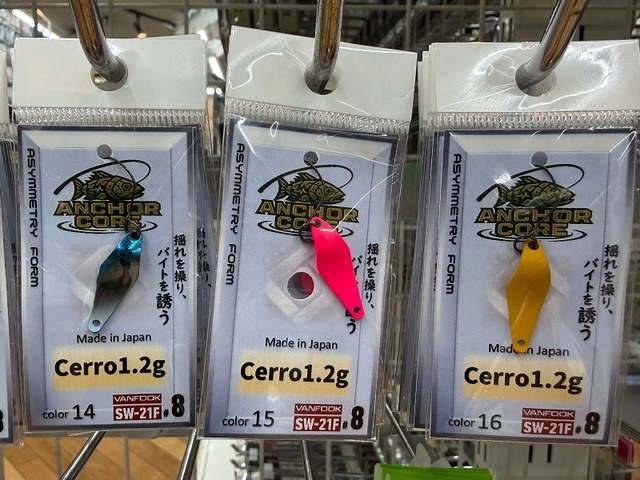 ASYMMETRY FORM
ANCHOR
CORE
揺れを操り、
バイトを誘う
Made in Japan
Cerro1.2g
color 14
VANFOOK
SW-21F
#8
ASYMMETRY FORM
ANCHOR
CORE
揺れを操り、
バイトを誘う
Made in Japan
Cerro1.2g
color 15
VANFOOK
SW-21F
#8
ASYMMETRY FORM
ANCHOR
CORE
揺れを操り、
バイトを誘う
Made in Japan
Cerro1.2g
color 16
VANFOOK
SW-21F
#8